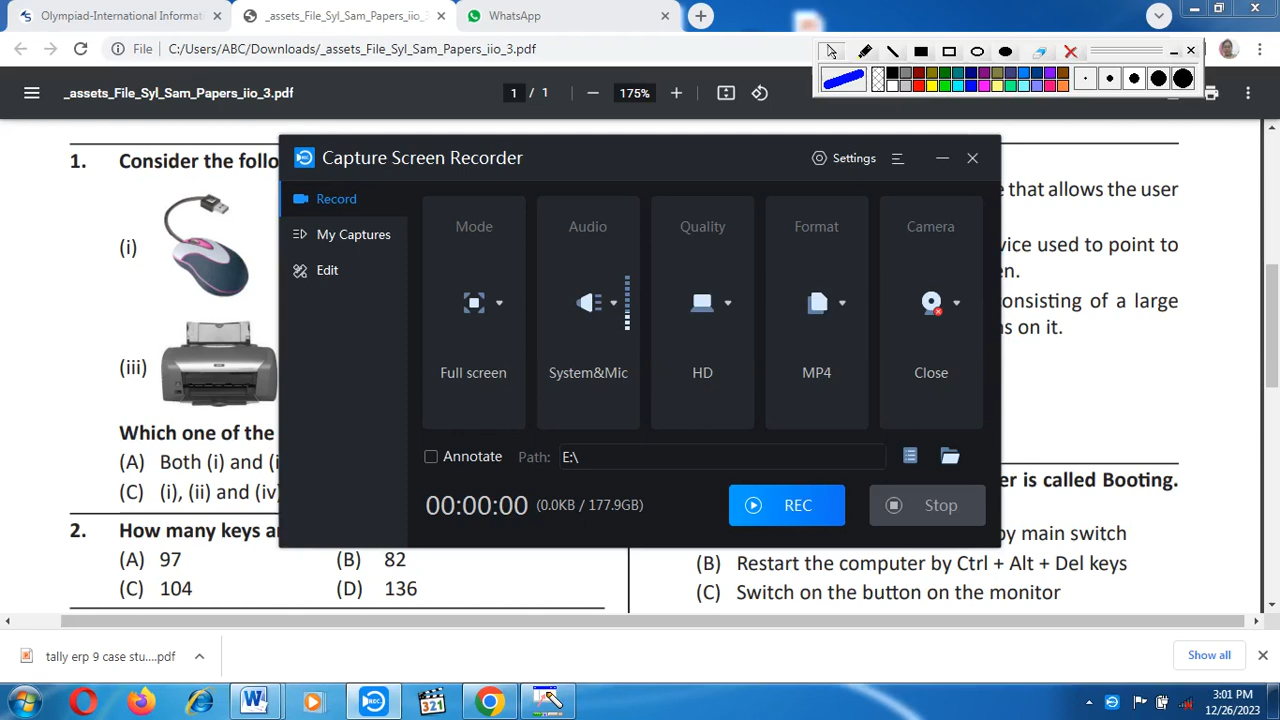 Olympiad-International Informat
_assets_File_Syl_Sam_Papers_iio_3.
WhatsApp
File
C:/Users/ABC/Downloads/_assets_File_Syl_Sam_Papers_iio_3.pdf
_assets_File_Syl_Sam_Papers_iio_3.pdf
1 / 1
175%
1. Consider the follo
(i)
(iii)
Which one of the
(A) Both (i) and (i
(C) (i), (ii) and (iv)
2. How many keys a
(A) 97
(B) 82
(C) 104
(D) 136
e that allows the user
vice used to point to
en.
onsisting of a large
ns on it.
er is called Booting.
by main switch
(B) Restart the computer by Ctrl + Alt + Del keys
(C) Switch on the button on the monitor
REC
Capture Screen Recorder
Settings
Record
My Captures
Edit
Mode
Audio
Quality
Format
Camera
Full screen
System&Mic
HD
MP4
Close
Annotate
Path:
E:\
00:00:00
(0.0KB / 177.9GB)
REC
Stop
tally erp 9 case stu....pdf
Show all
REC
321
3:01 PM
12/26/2023